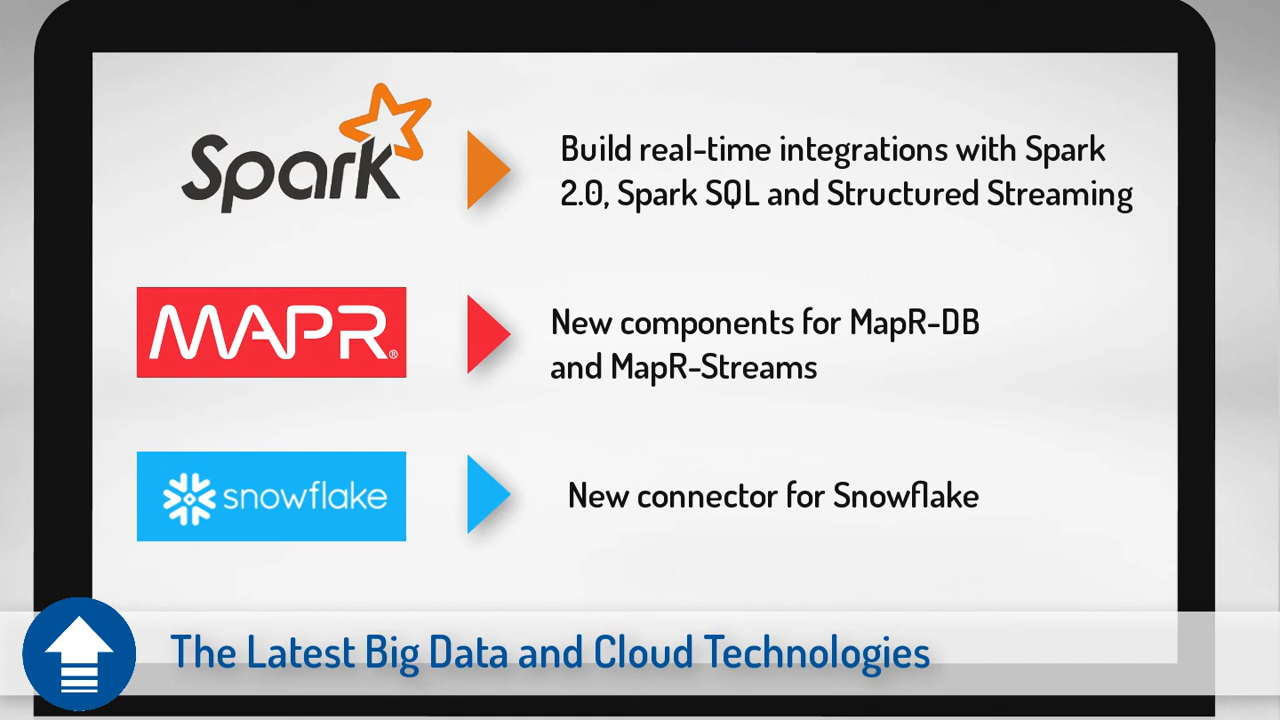 Spark
Build real-time integrations with Spark
2.0, Spark SQL and Structured Streaming
MAPR®
New components for MapR-DB
and MapR-Streams
snowflake
New connector for Snowflake
The Latest Big Data and Cloud Technologies